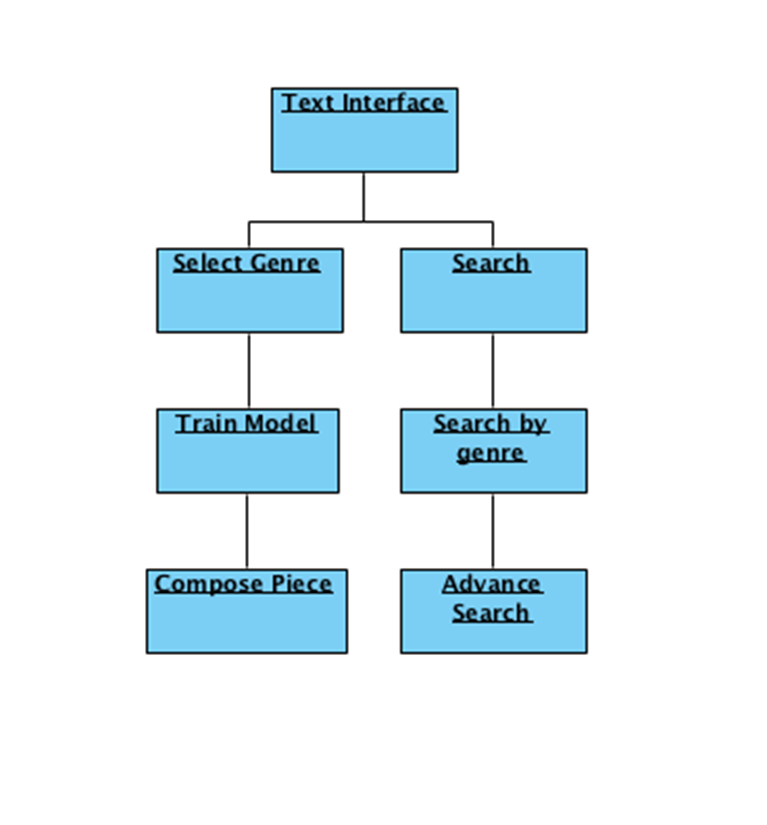 Text Interface
Select Genre
Search
Train Model
Search by
genre
Compose Piece
Advance
Search